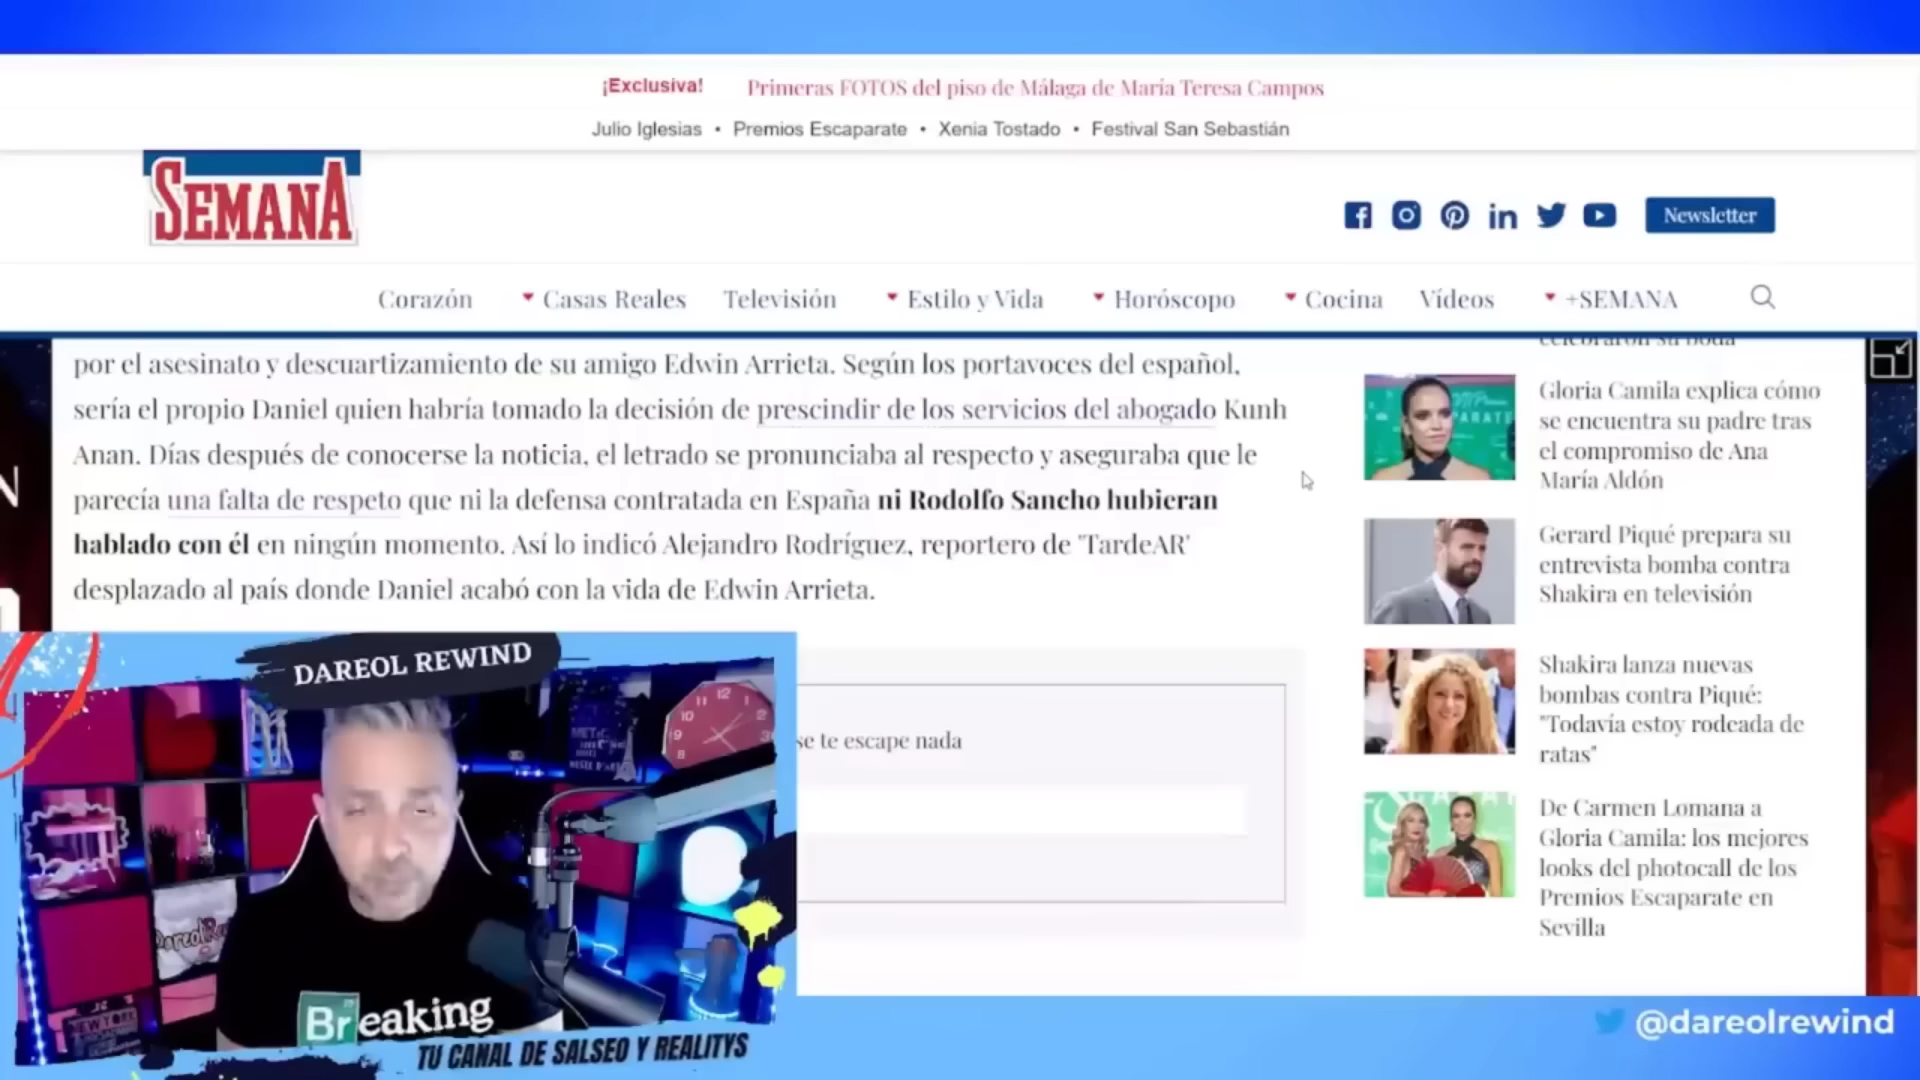 ¡Exclusiva! Primeras FOTOS del piso de Málaga de María Teresa Campos
Julio Iglesias • Premios Escaparate • Xenia Tostado • Festival San Sebastián
SEMANA
Newsletter
Corazón Casas Reales Televisión Estilo y Vida Horóscopo Cocina Vídeos +SEMANA
por el asesinato y descuartizamiento de su amigo Edwin Arrieta. Según los portavoces del español,
sería el propio Daniel quien habría tomado la decisión de prescindir de los servicios del abogado Kunh
Anan. Días después de conocerse la noticia, el letrado se pronunciaba al respecto y aseguraba que le
parecía una falta de respeto que ni la defensa contratada en España ni Rodolfo Sancho hubieran
hablado con él en ningún momento. Así lo indicó Alejandro Rodríguez, reportero de 'TardeAR'
desplazado al país donde Daniel acabó con la vida de Edwin Arrieta.
se te escape nada
celebraron su boda
Gloria Camila explica cómo
se encuentra su padre tras
el compromiso de Ana
María Aldón
Gerard Piqué prepara su
entrevista bomba contra
Shakira en televisión
Shakira lanza nuevas
bombas contra Piqué:
"Todavía estoy rodeada de
ratas"
De Carmen Lomana a
Gloria Camila: los mejores
looks del photocall de los
Premios Escaparate en
Sevilla
DAREOL REWIND
Breaking
NEW YORK
TU CANAL DE SALSEO Y REALITYS
@dareolrewind